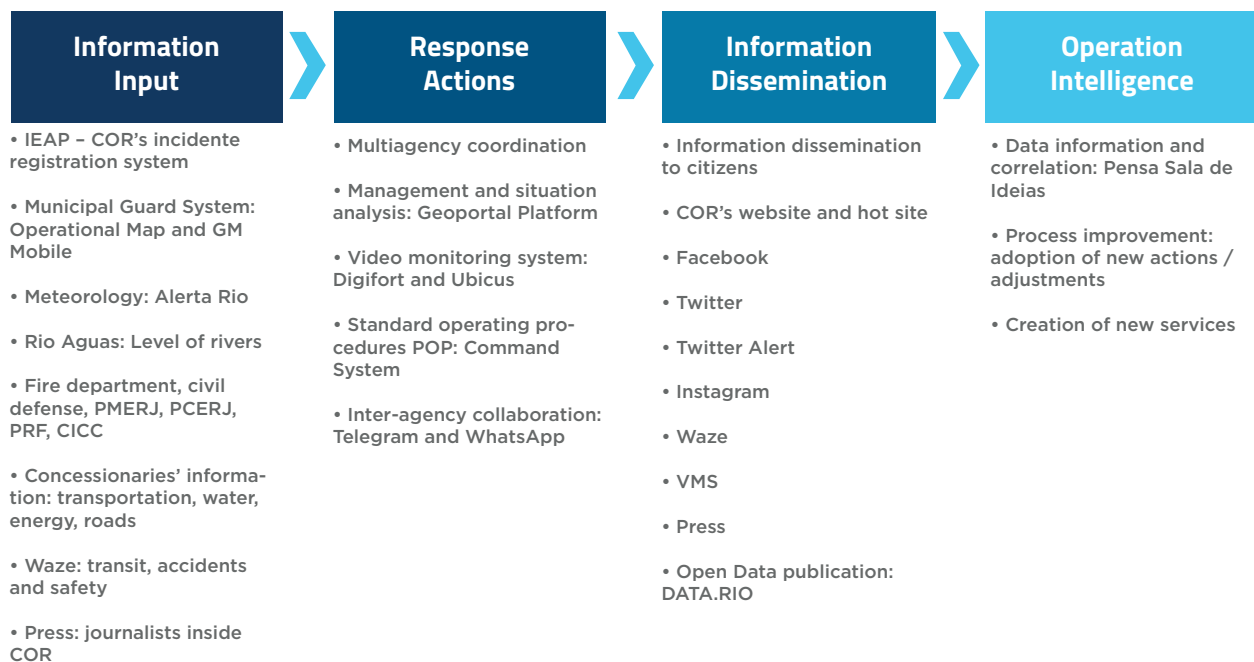 Information
Input
• IEAP – COR's incidente
registration system
• Municipal Guard System:
Operational Map and GM
Mobile
• Meteorology: Alerta Rio
• Rio Aguas: Level of rivers
• Fire department, civil
defense, PMERJ, PCERJ,
PRF, CICC
• Concessionaries' informa-
tion: transportation, water,
energy, roads
• Waze: transit, accidents
and safety
• Press: journalists inside
COR
Response
Actions
• Multiagency coordination
• Management and situation
analysis: Geoportal Platform
• Video monitoring system:
Digifort and Ubicus
• Standard operating pro-
cedures POP: Command
System
• Inter-agency collaboration:
Telegram and WhatsApp
Information
Dissemination
• Information dissemination
to citizens
• COR's website and hot site
• Facebook
• Twitter
• Twitter Alert
• Instagram
• Waze
• VMS
• Press
• Open Data publication:
DATA.RIO
Operation
Intelligence
• Data information and
correlation: Pensa Sala de
Ideias
• Process improvement:
adoption of new actions /
adjustments
• Creation of new services